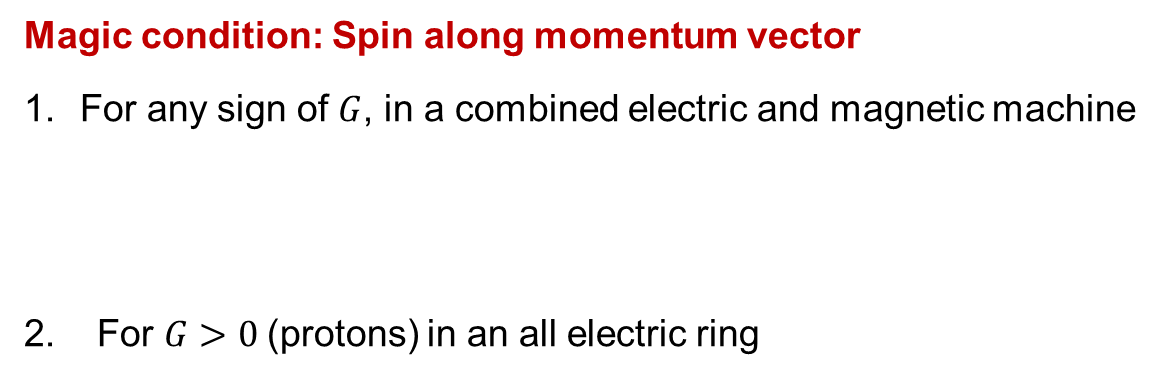 Magic condition: Spin along momentum vector
1. For any sign of G, in a combined electric and magnetic machine
2. For G > 0 (protons) in an all electric ring